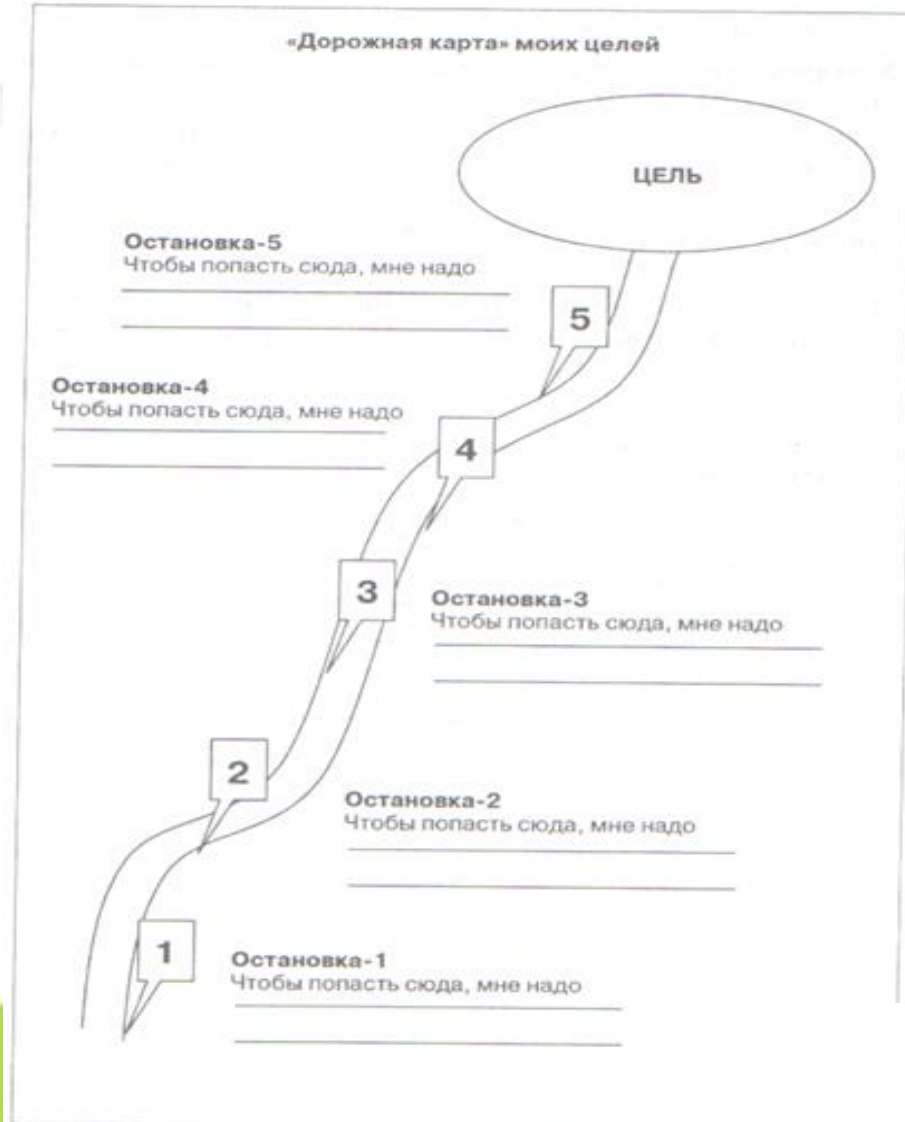 «Дорожная карта» моих целей
ЦЕЛЬ
Остановка-5
Чтобы попасть сюда, мне надо
5
Остановка-4
Чтобы попасть сюда, мне надо
4
3
Остановка-3
Чтобы попасть сюда, мне надо
2
Остановка-2
Чтобы попасть сюда, мне надо
1
Остановка-1
Чтобы попасть сюда, мне надо